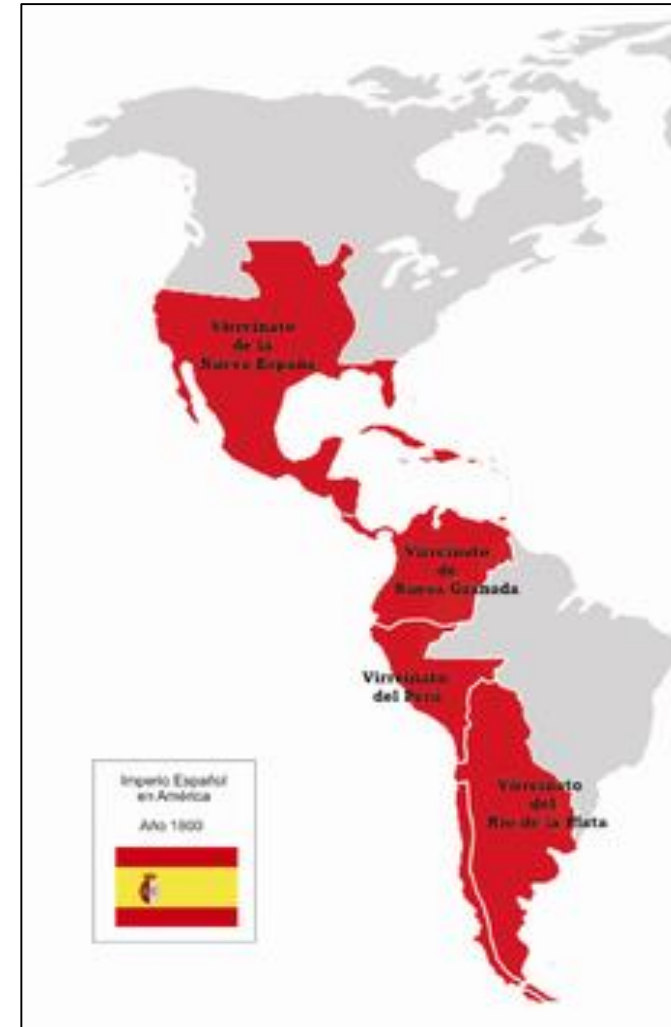 Virreinato
de la
Nueva España
Virreinato
de
Nueva Granada
Virreinato
del Perú
Virreinato
del
Río de la Plata
Imperio Español
en América
Año 1800